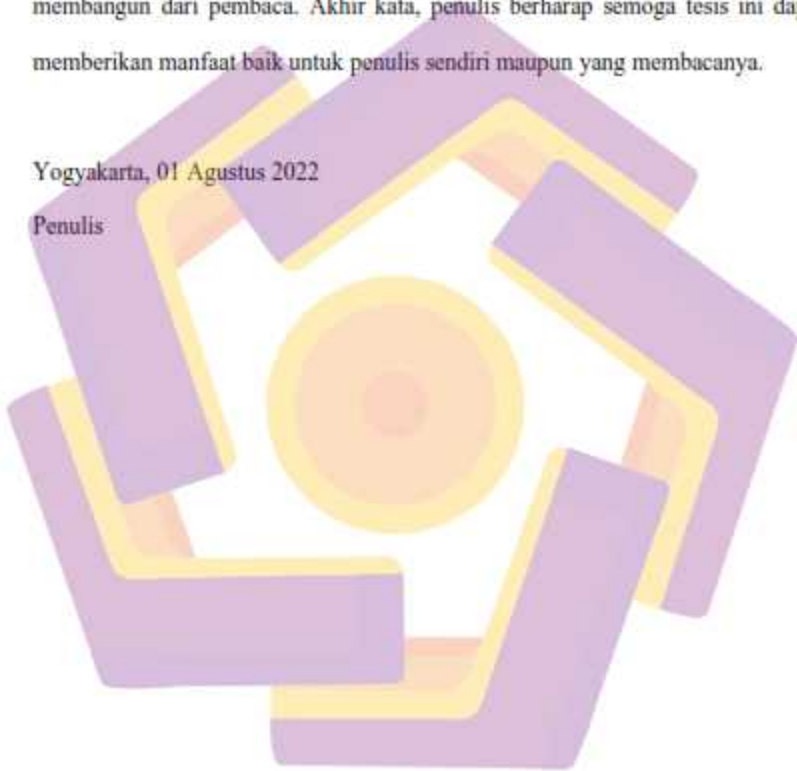 membangun dari pembaca. Akhir kata, penulis berharap semoga tesis ini da
memberikan manfaat baik untuk penulis sendiri maupun yang membacanya.
Yogyakarta, 01 Agustus 2022
Penulis